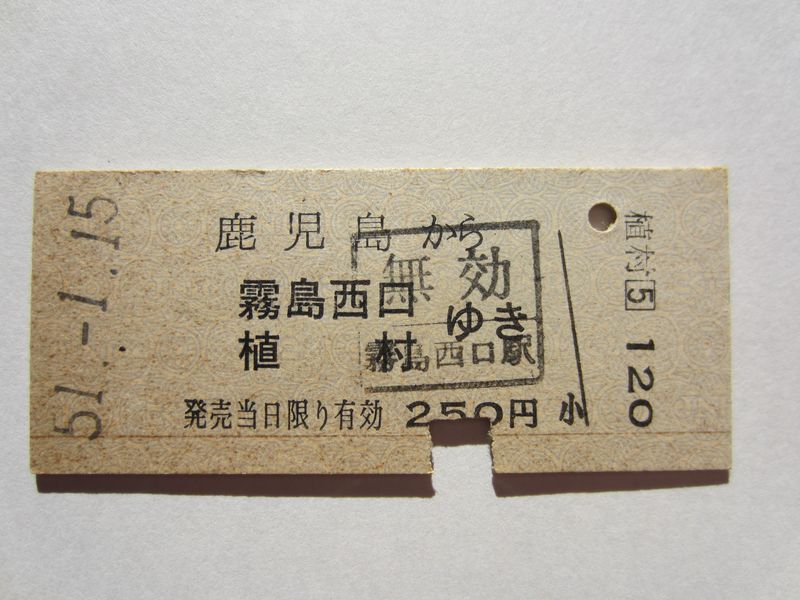 51.-1.15
鹿児島から
霧島西口
植村
ゆき
発売当日限り有効 250円 小
無効
霧島西口駅
植村 5 120